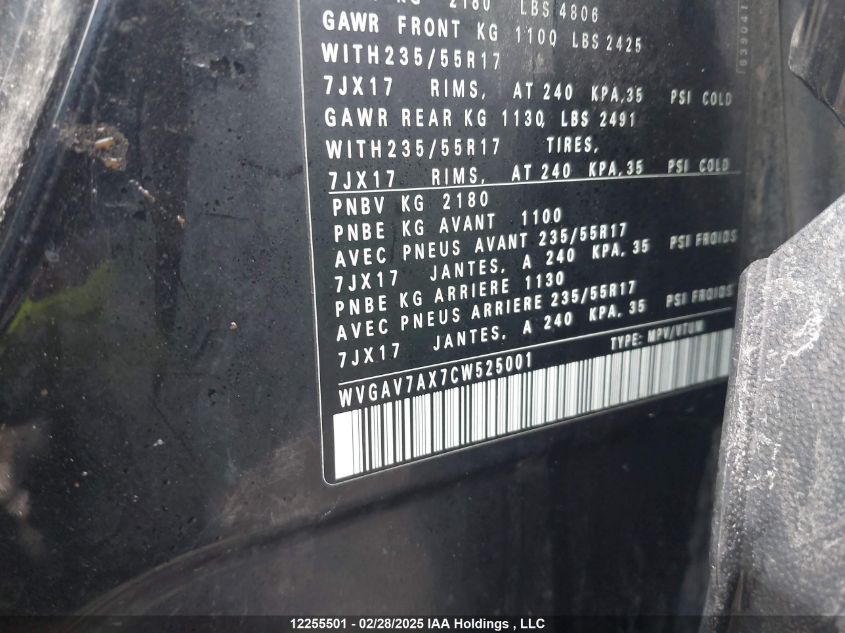 KG 2180 LBS 4806
GAWR FRONT KG 1100 LBS 2425
WITH235/55R17
7JX17 RIMS, AT 240 KPA,35 PSI COLD
GAWR REAR KG 1130, LBS 2491
WITH235/55R17 TIRES,
7JX17 RIMS, AT 240 KPA,35 PSI COLD
PNBV KG 2180
PNBE KG AVANT 1100
AVEC PNEUS AVANT 235/55R17
7JX17 JANTES, A 240 KPA, 35 PSI FROIDS
PNBE KG ARRIERE 1130
AVEC PNEUS ARRIERE 235/55R17
7JX17 JANTES, A 240 KPA, 35 PSI FROIDS
WVGAV7AX7CW525001 TYPE: MPV/VTUM
12255501 - 02/28/2025 IAA Holdings , LLC